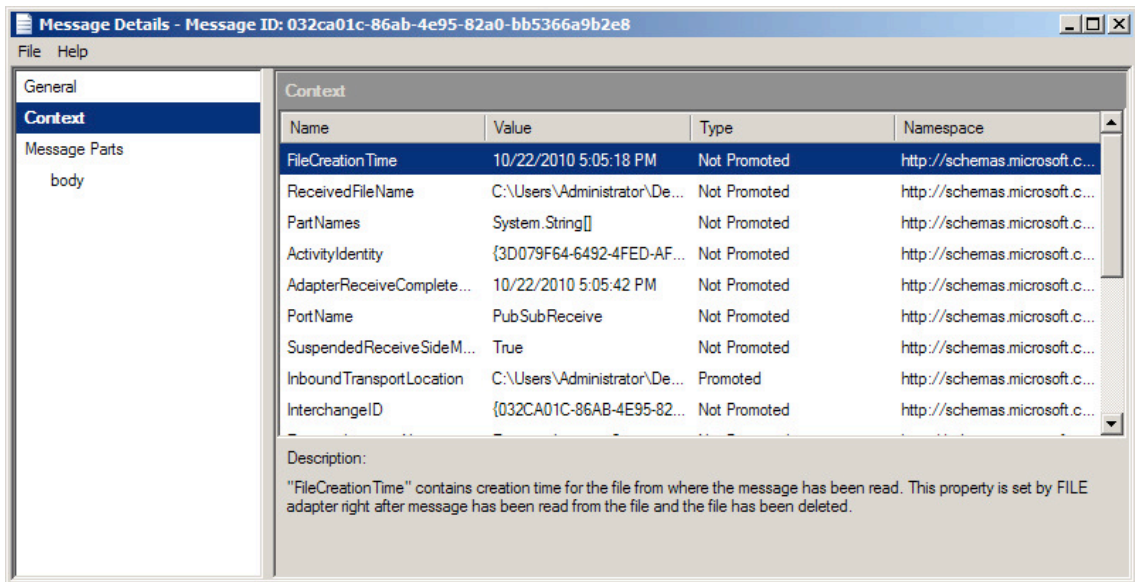 Message Details - Message ID: 032ca01c-86ab-4e95-82a0-bb5366a9b2e8
File Help
General
Context
Message Parts
body
Context
Name Value Type Namespace
FileCreationTime 10/22/2010 5:05:18 PM Not Promoted http://schemas.microsoft.c...
ReceivedFileName C:\Users\Administrator\De... Not Promoted http://schemas.microsoft.c...
PartNames System.String[] Not Promoted http://schemas.microsoft.c...
ActivityIdentity {3D079F64-6492-4FED-AF... Not Promoted http://schemas.microsoft.c...
AdapterReceiveComplete... 10/22/2010 5:05:42 PM Not Promoted http://schemas.microsoft.c...
PortName PubSubReceive Not Promoted http://schemas.microsoft.c...
SuspendedReceiveSideM... True Not Promoted http://schemas.microsoft.c...
InboundTransportLocation C:\Users\Administrator\De... Promoted http://schemas.microsoft.c...
InterchangeID {032CA01C-86AB-4E95-82... Not Promoted http://schemas.microsoft.c...
Description:
"FileCreationTime" contains creation time for the file from where the message has been read. This property is set by FILE
adapter right after message has been read from the file and the file has been deleted.